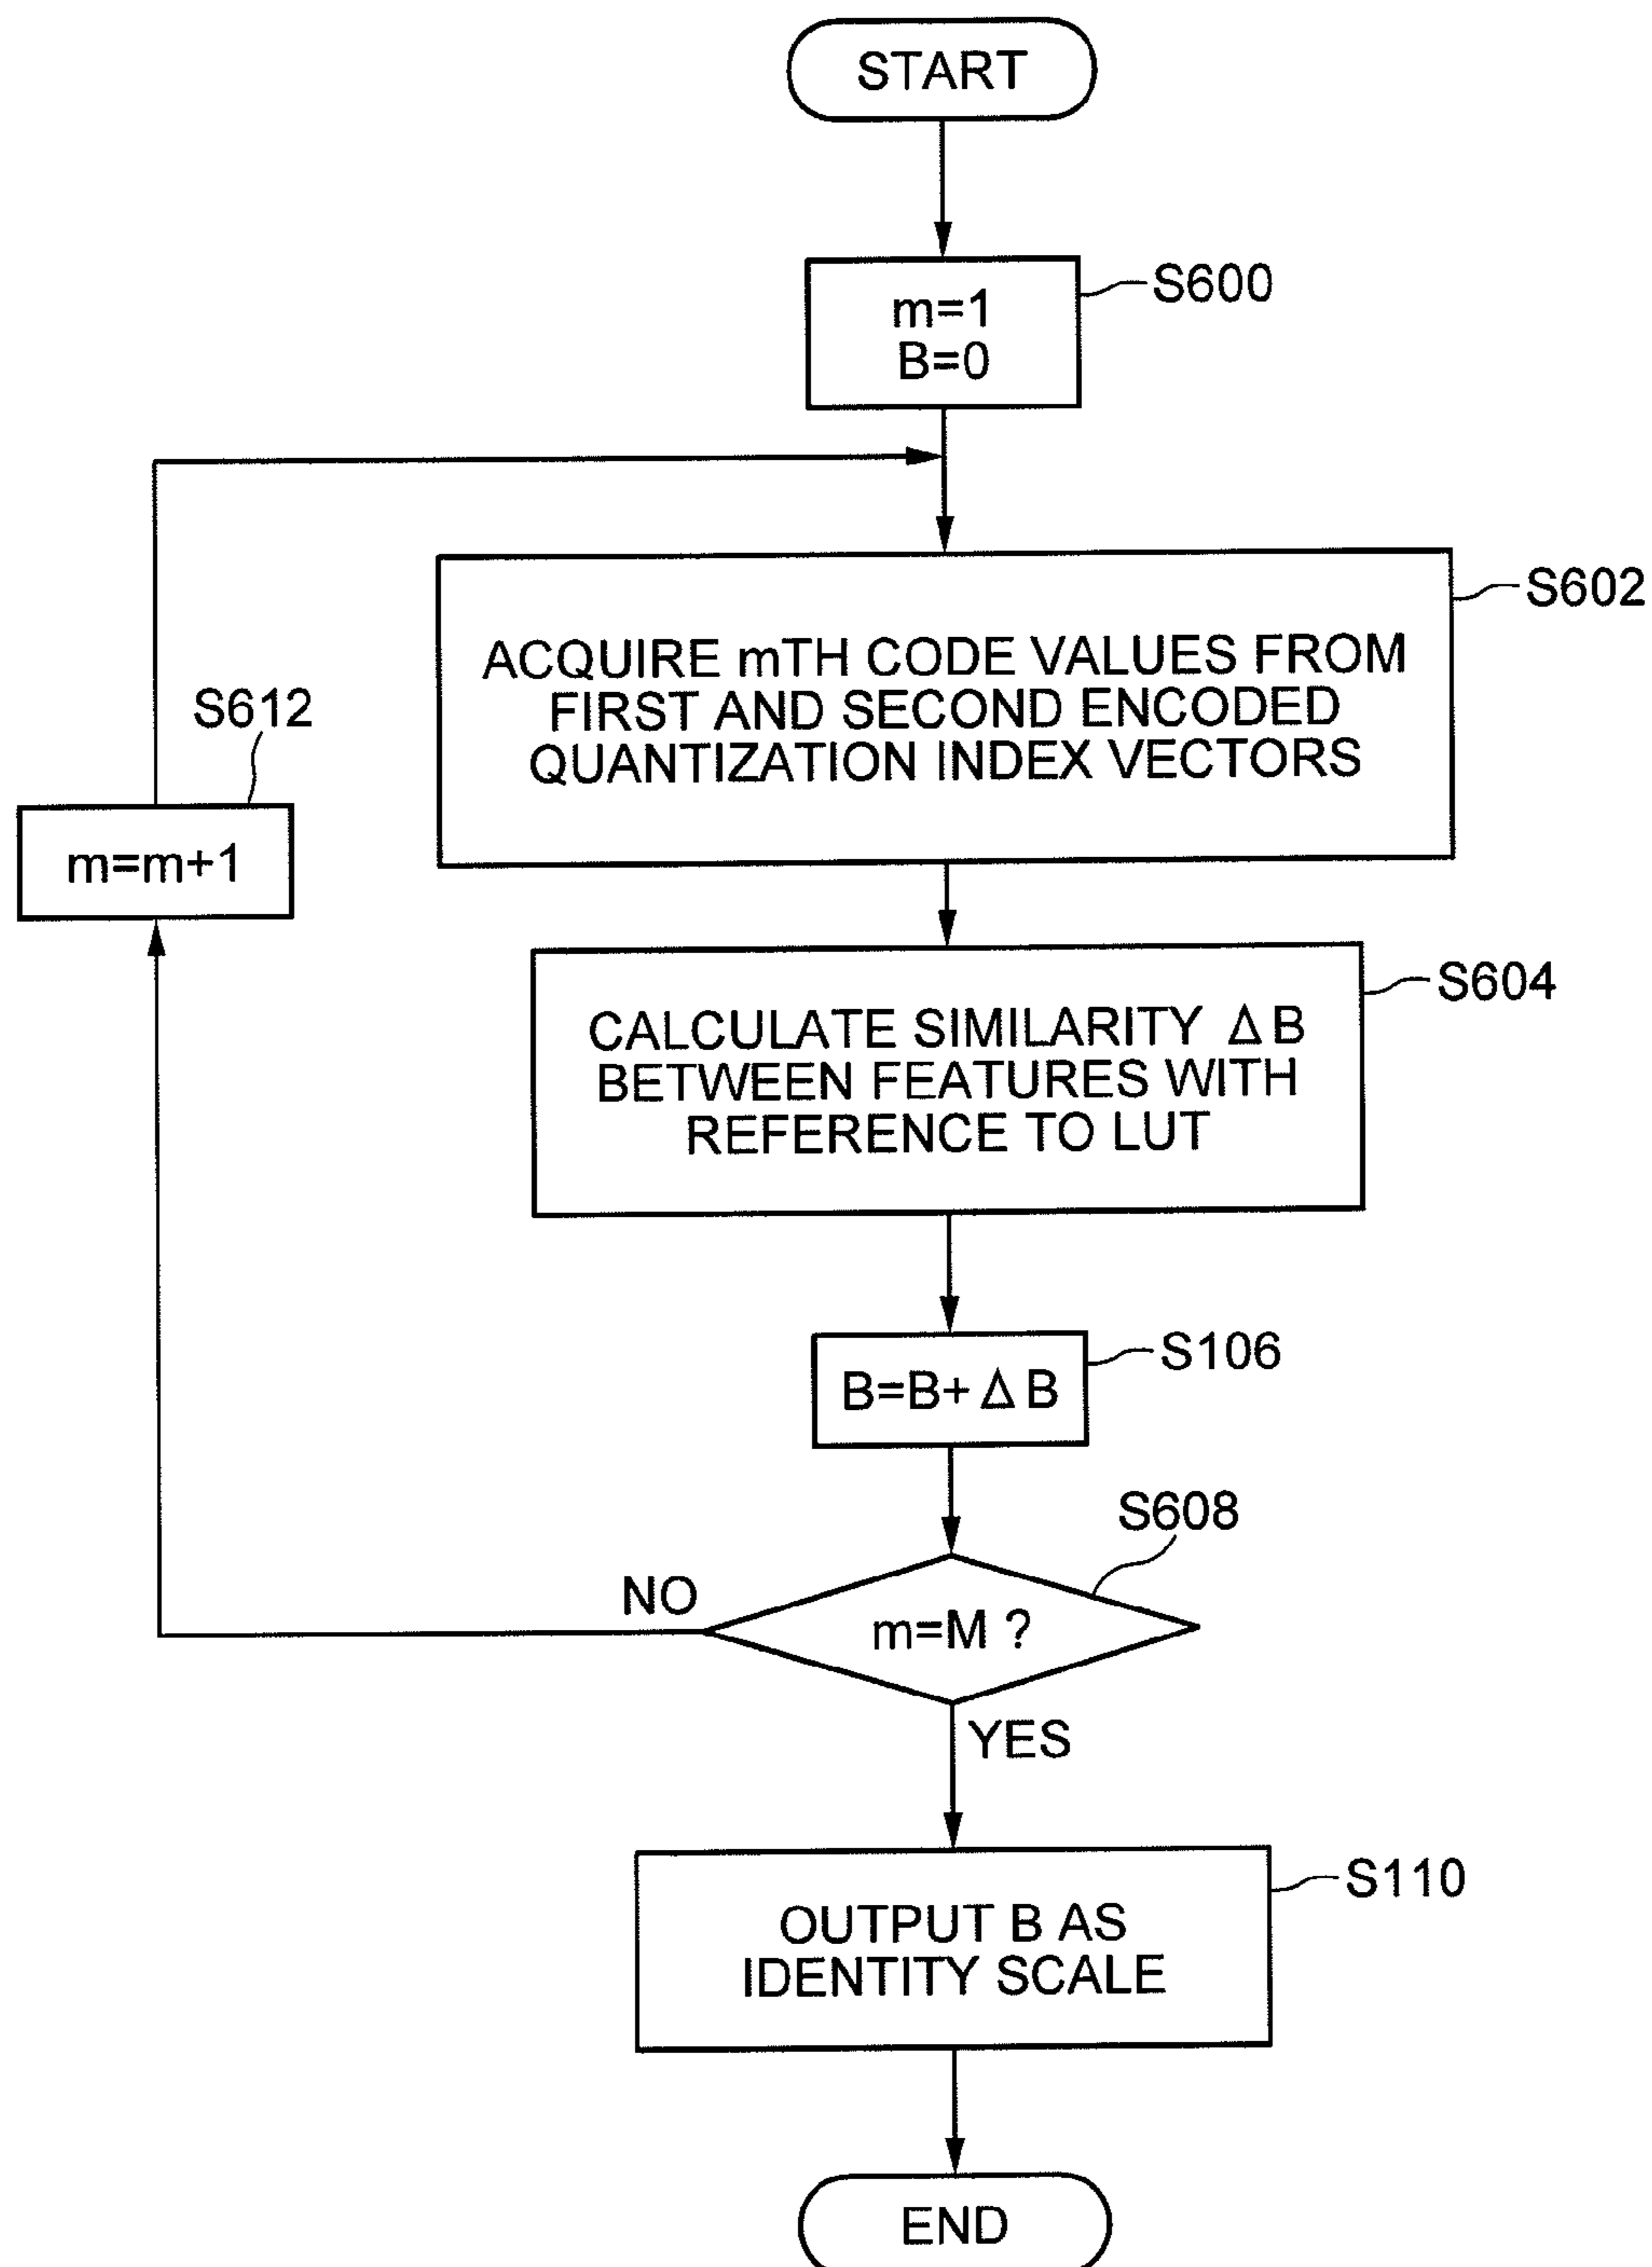 START
S600
m=1
B=0
S602
ACQUIRE mTH CODE VALUES FROM
FIRST AND SECOND ENCODED
QUANTIZATION INDEX VECTORS
S612
m=m+1
S604
CALCULATE SIMILARITY Δ B
BETWEEN FEATURES WITH
REFERENCE TO LUT
S106
B=B+ Δ B
S608
NO
m=M ?
YES
S110
OUTPUT B AS
IDENTITY SCALE
END